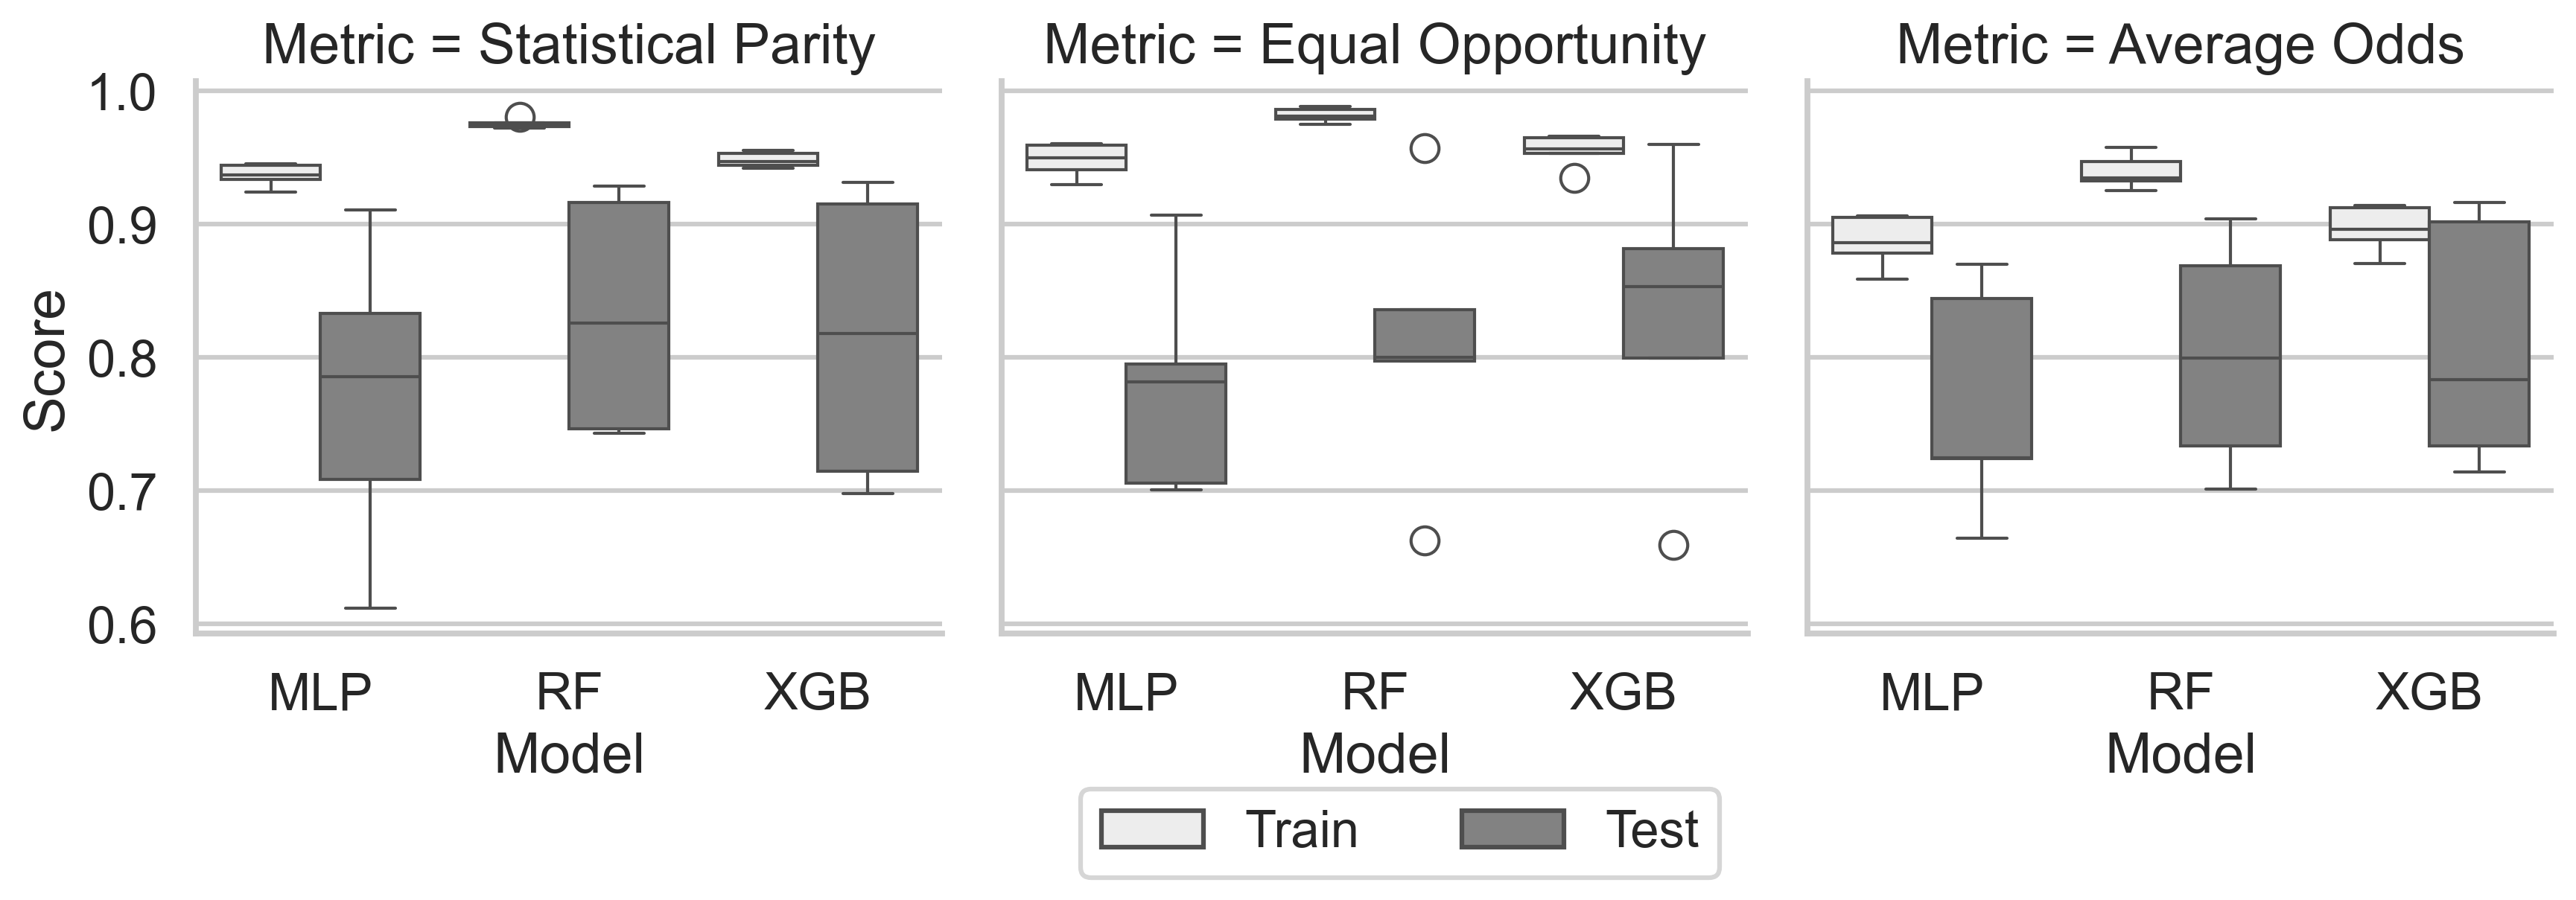 Metric = Statistical Parity
Metric = Equal Opportunity
Metric = Average Odds
1.0
0.9
0.8
0.7
0.6
Score
MLP RF XGB
MLP RF XGB
MLP RF XGB
Model
Model
Model
Train Test